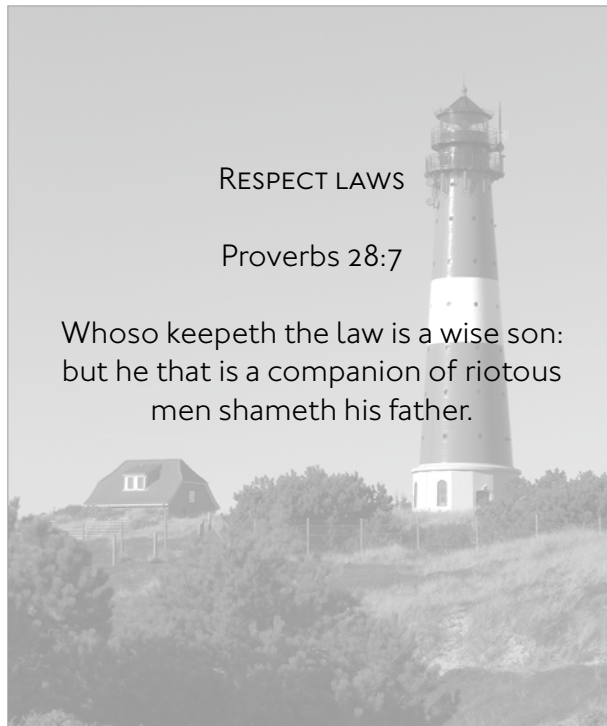 Respect laws
Proverbs 28:7
Whoso keepeth the law is a wise son:
but he that is a companion of riotous
men shameth his father.